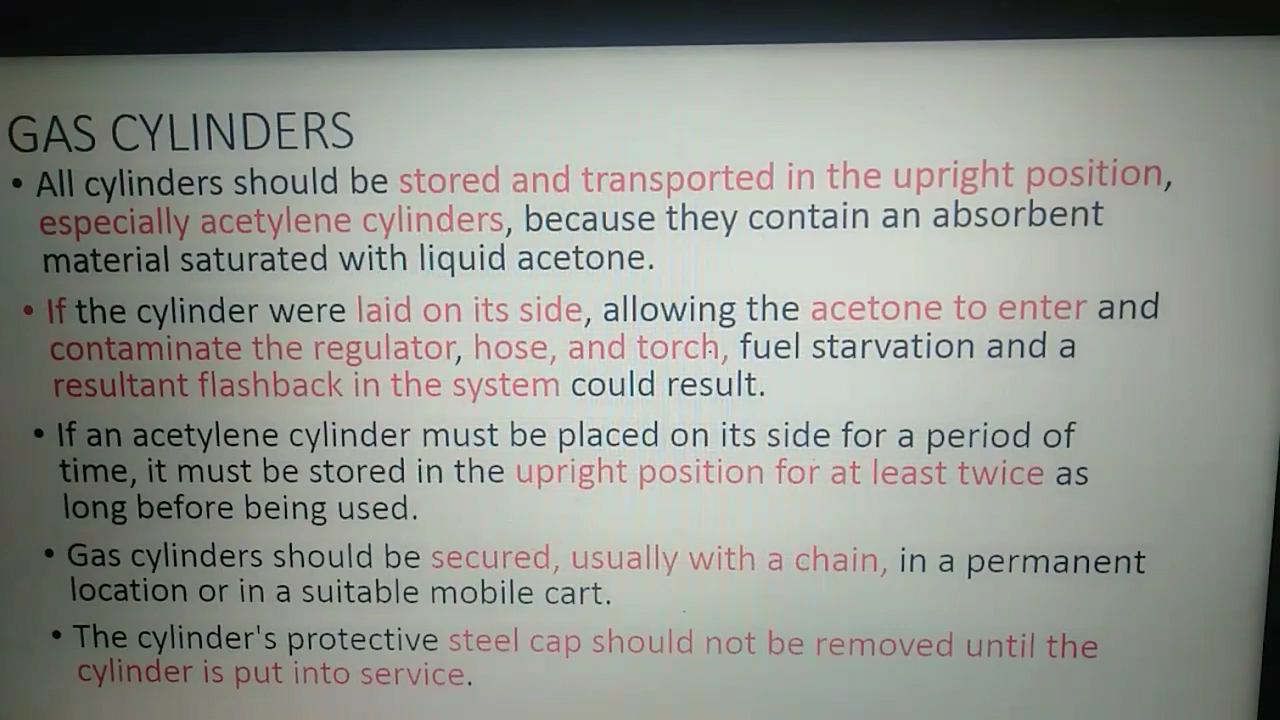 GAS CYLINDERS
• All cylinders should be stored and transported in the upright position,
especially acetylene cylinders, because they contain an absorbent
material saturated with liquid acetone.
• If the cylinder were laid on its side, allowing the acetone to enter and
contaminate the regulator, hose, and torch, fuel starvation and a
resultant flashback in the system could result.
• If an acetylene cylinder must be placed on its side for a period of
time, it must be stored in the upright position for at least twice as
long before being used.
• Gas cylinders should be secured, usually with a chain, in a permanent
location or in a suitable mobile cart.
• The cylinder's protective steel cap should not be removed until the
cylinder is put into service.